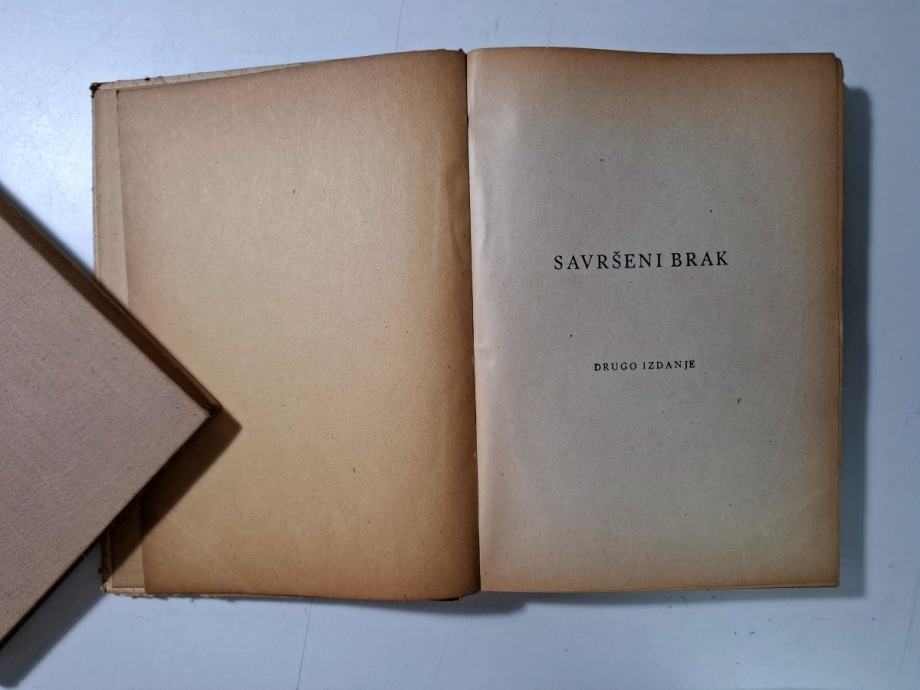 SAVRŠENI BRAK
DRUGO IZDANJE